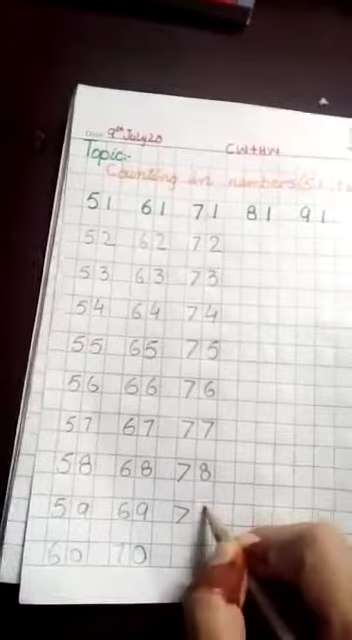 Date 9th July 20
CW+HW
Topic:-
Counting in numbers (51 to
51 61 71 81 91
52 62 72
53 63 73
54 64 74
55 65 75
56 66 76
57 67 77
58 68 78
59 69 7
60 70